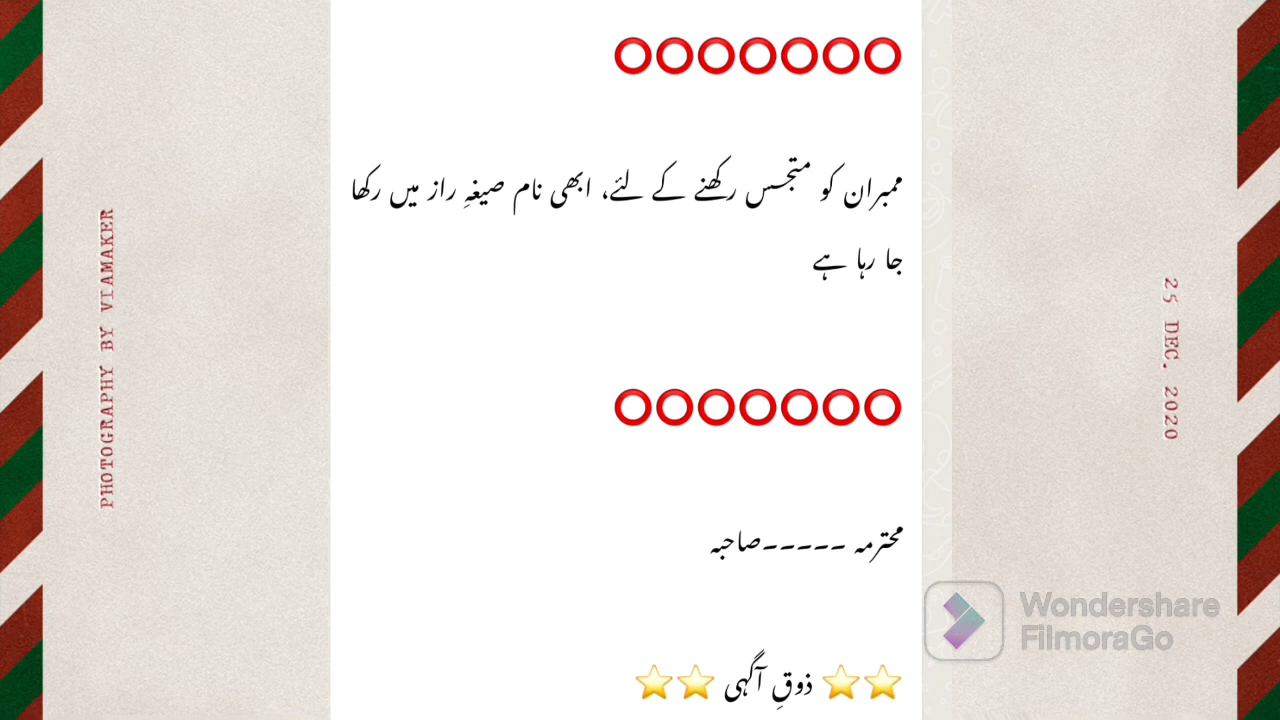 ⭕⭕⭕⭕⭕⭕⭕
ممبران کو متجسس رکھنے کے لئے، ابھی نام صیغہِ راز میں رکھا
جا رہا ہے
⭕⭕⭕⭕⭕⭕⭕
محترمہ -----صاحبہ
⭐⭐ ذوقِ آگہی ⭐⭐
PHOTOGRAPHY BY VIAMAKER
25 DEC. 2020
Wondershare
FilmoraGo